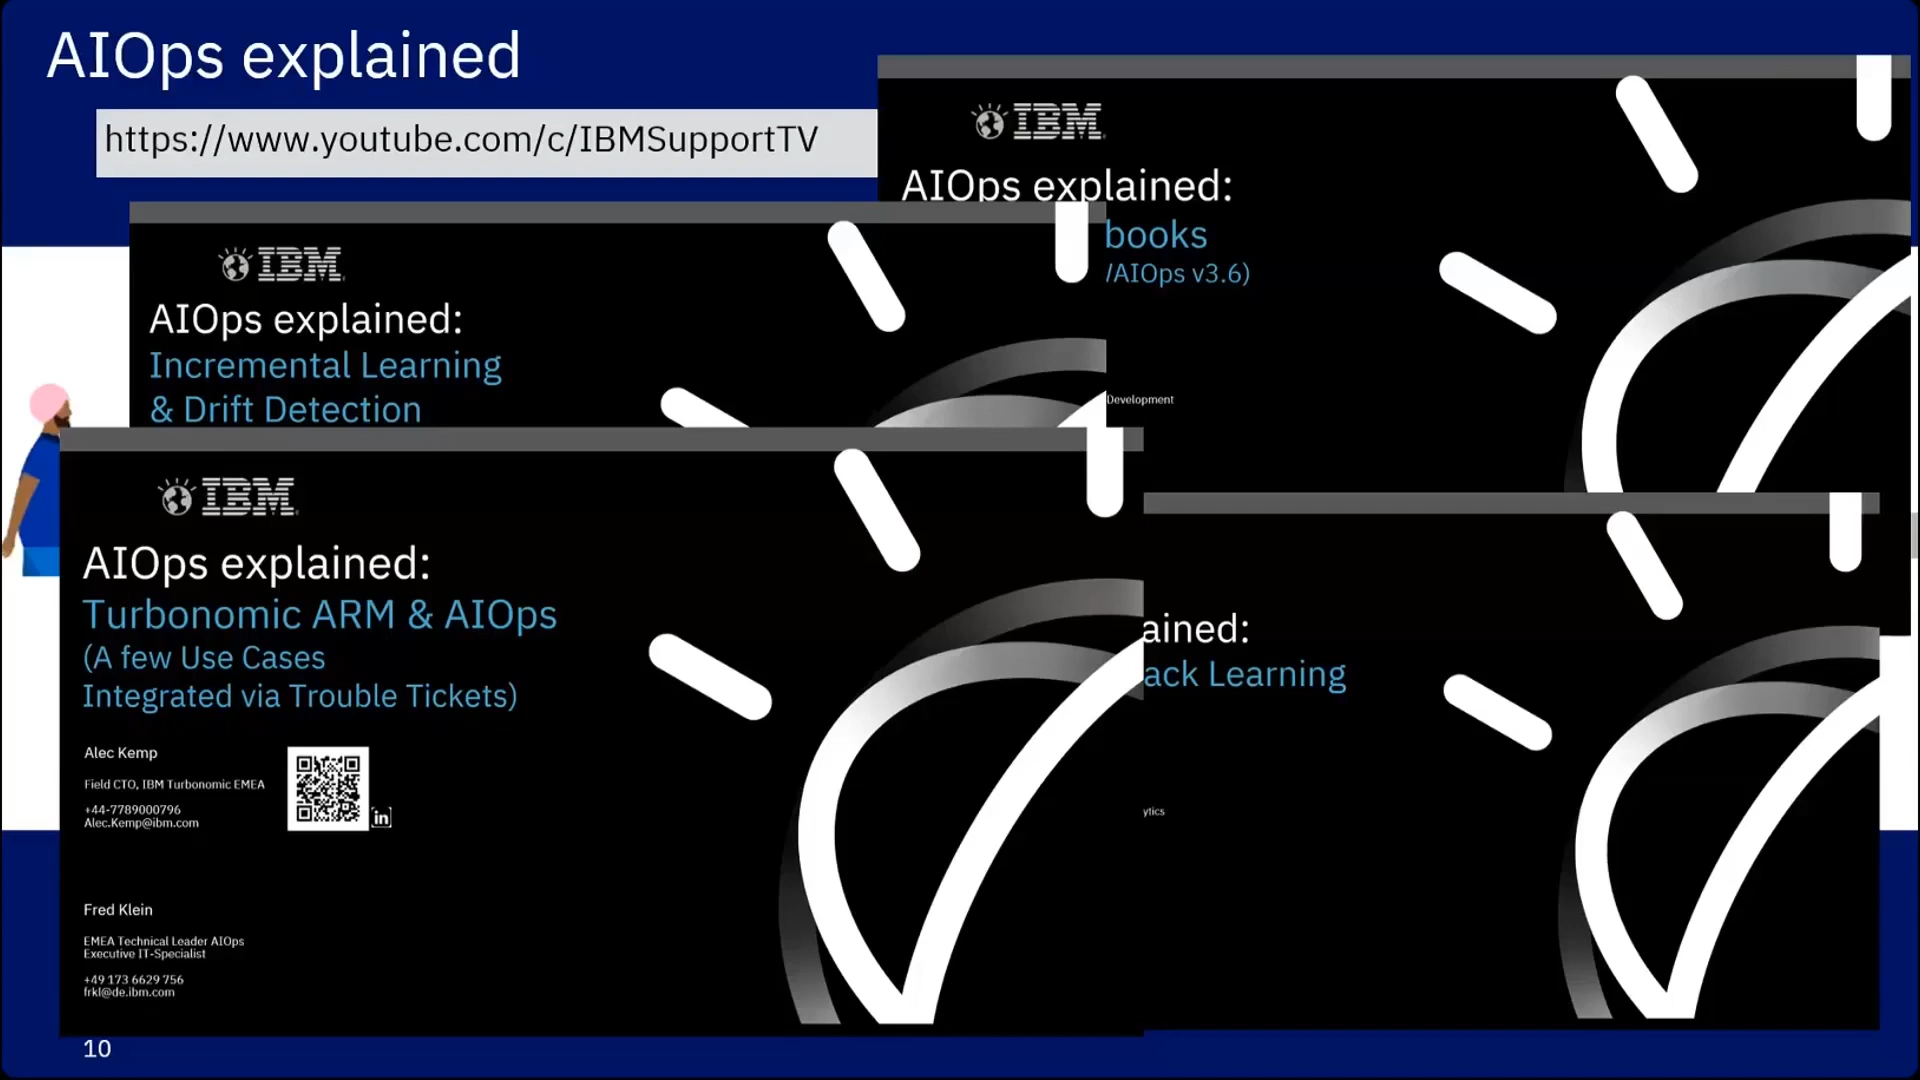 AIOps explained
https://www.youtube.com/c/IBMSupportTV
IBM
AIOps explained:
books
/AIOps v3.6)
Development
IBM
AIOps explained:
Incremental Learning
& Drift Detection
IBM
AIOps explained:
Turbonomic ARM & AIOps
(A few Use Cases
Integrated via Trouble Tickets)
Alec Kemp
Field CTO, IBM Turbonomic EMEA
+44-7789000796
Alec.Kemp@ibm.com
in
Fred Klein
EMEA Technical Leader AIOps
Executive IT-Specialist
+49 173 6629 756
frkl@de.ibm.com
ained:
ack Learning
ytics
10